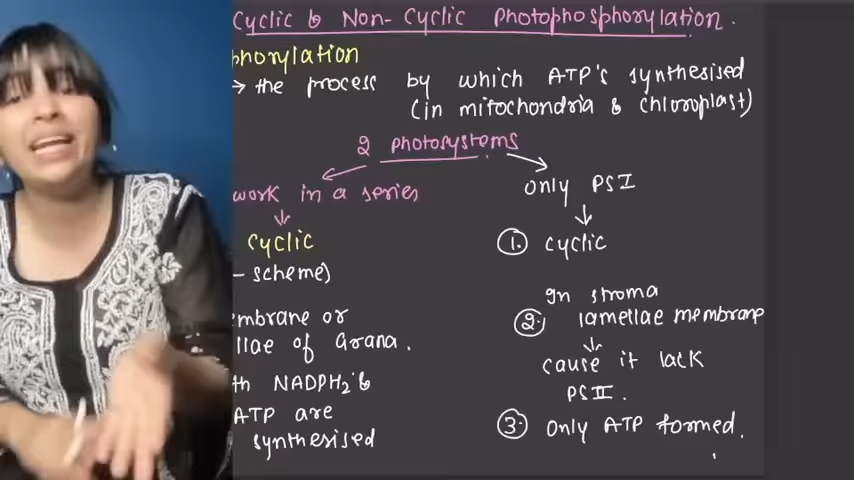 Cyclic & Non-Cyclic Photophosphorylation.
phorylation
→ the process by which ATP's synthesised
(in mitochondria & chloroplast)
2 photosystems
work in a series
only PSI
cyclic
1. cyclic
- scheme)
In stroma
2. lamellae membrane
embrane or
llae of Grana.
cause it lack
PSII.
th NADPH2 &
ATP are
synthesised
3. only ATP formed.